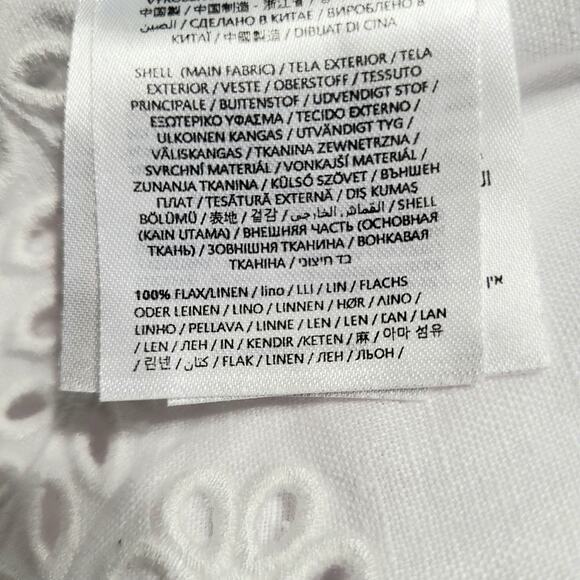 中国製 / 中国制造 - 浙江省 /
الصين / СДЕЛАНО В КИТАЕ / ВИРОБЛЕНО В
КИТАЇ / 中國製造 / DIBUAT DI CINA
SHELL (MAIN FABRIC) / TELA EXTERIOR / TELA
EXTERIOR / VESTE / OBERSTOFF / TESSUTO
PRINCIPALE / BUITENSTOF / UDVENDIGT STOF /
ΕΞΩΤΕΡΙΚΟ ΥΦΑΣΜΑ / TECIDO EXTERNO /
ULKOINEN KANGAS / UTVÄNDIGT TYG /
VÄLISKANGAS / TKANINA ZEWNĘTRZNA /
SVRCHNÍ MATERIÁL / VONKAJŠÍ MATERIÁL /
ZUNANJA TKANINA / KÜLSŐ SZÖVET / ВЪНШЕН
ПЛАТ / TESĂTURĂ EXTERNĂ / DIŞ KUMAŞ
BÖLÜMÜ / 表地 / 겉감 / القماش الخارجي / SHELL
(KAIN UTAMA) / ВНЕШНЯЯ ЧАСТЬ (ОСНОВНАЯ
ТКАНЬ) / ЗОВНІШНЯ ТКАНИНА / ВОНКАВАЯ
ТКАНІНА / בד חיצוני
100% FLAX/LINEN / lino / LLI / LIN / FLACHS
ODER LEINEN / LINO / LINNEN / HØR / ΛΙΝΟ /
LINHO / PELLAVA / LINNE / LEN / LEN / ĽAN / LAN
/ LEN / ЛЕН / IN / KENDIR /KETEN / 麻 / 아마 섬유
/ 린넨 / كتان / FLAK / LINEN / ЛЕН / ЛЬОН /
אין